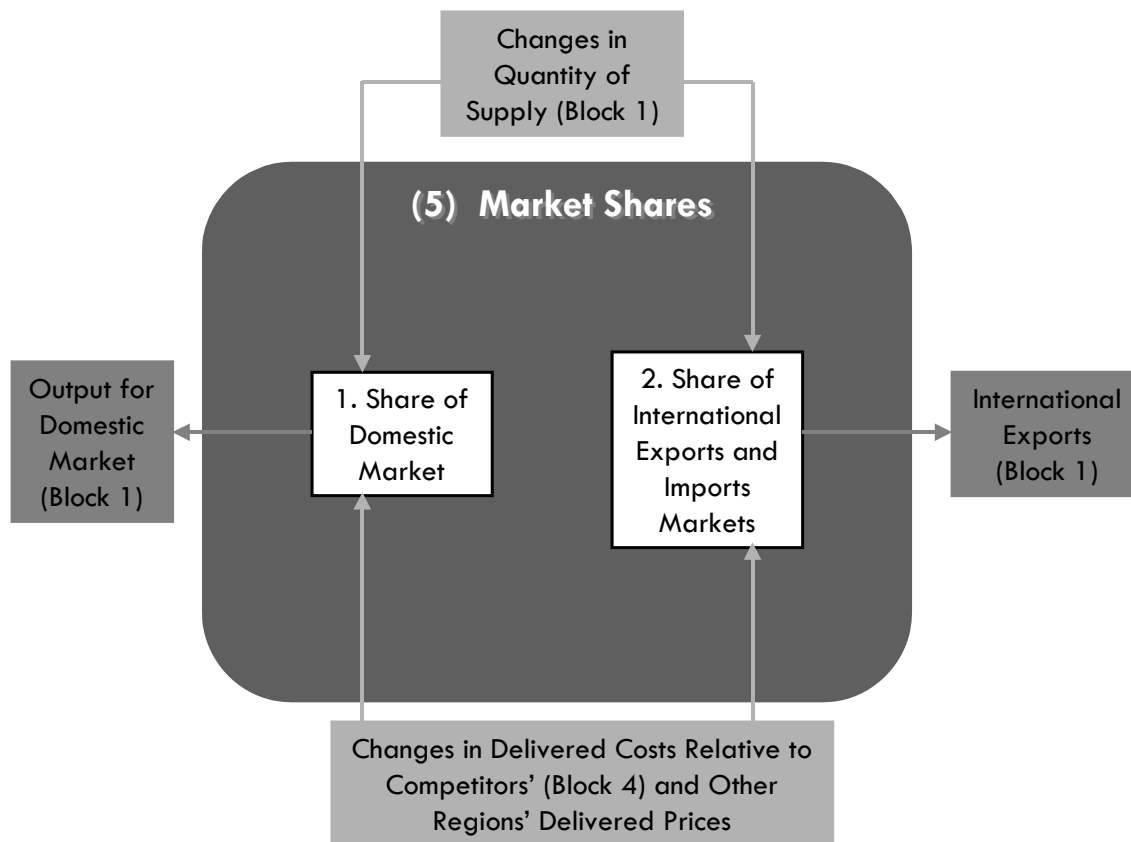 Changes in
Quantity of
Supply (Block 1)
(5) Market Shares
Output for
Domestic
Market
(Block 1)
1. Share of
Domestic
Market
2. Share of
International
Exports and
Imports
Markets
International
Exports
(Block 1)
Changes in Delivered Costs Relative to
Competitors’ (Block 4) and Other
Regions’ Delivered Prices